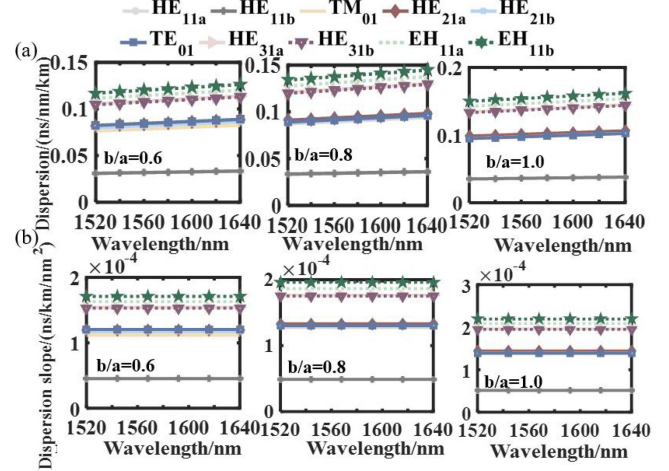 HE11a HE11b TM01 HE21a HE21b
TE01 HE31a HE31b EH11a EH11b
(a)
Dispersion/(ns/nm/km)
0.15 0.15 0.2
0.1 0.1 0.1
0.05 0.05
0 0 0
b/a=0.6 b/a=0.8 b/a=1.0
1520 1560 1600 1640 1520 1560 1600 1640 1520 1560 1600 1640
Wavelength/nm Wavelength/nm Wavelength/nm
(b)
Dispersion slope/(ns/km/nm²)
× 10⁻⁴ × 10⁻⁴ × 10⁻⁴
2 2 3
1 1 2
0 0 1
0
b/a=0.6 b/a=0.8 b/a=1.0
1520 1560 1600 1640 1520 1560 1600 1640 1520 1560 1600 1640
Wavelength/nm Wavelength/nm Wavelength/nm